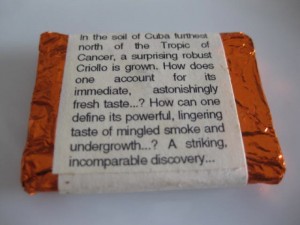 In the soil of Cuba furthest
north of the Tropic of
Cancer, a surprising robust
Criollo is grown. How does
one account for its
immediate, astonishingly
fresh taste...? How can one
define its powerful, lingering
taste of mingled smoke and
undergrowth...? A striking,
incomparable discovery...